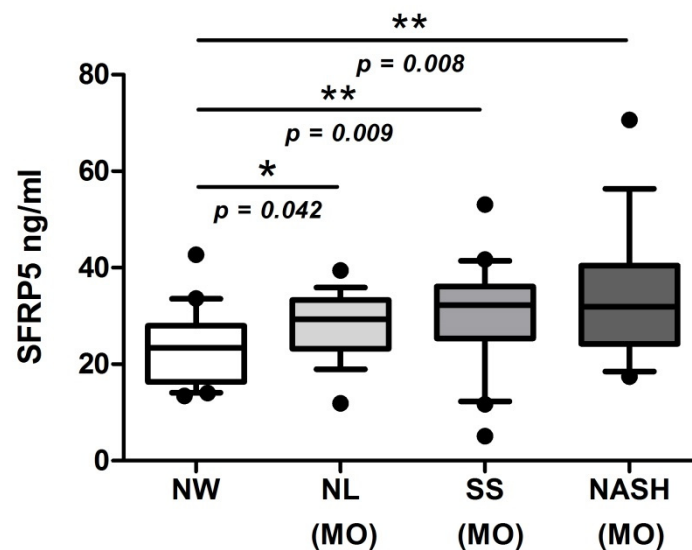 **
p = 0.008
**
p = 0.009
*
p = 0.042
SFRP5 ng/ml
80
60
40
20
0
NW NL SS NASH
(MO) (MO) (MO)